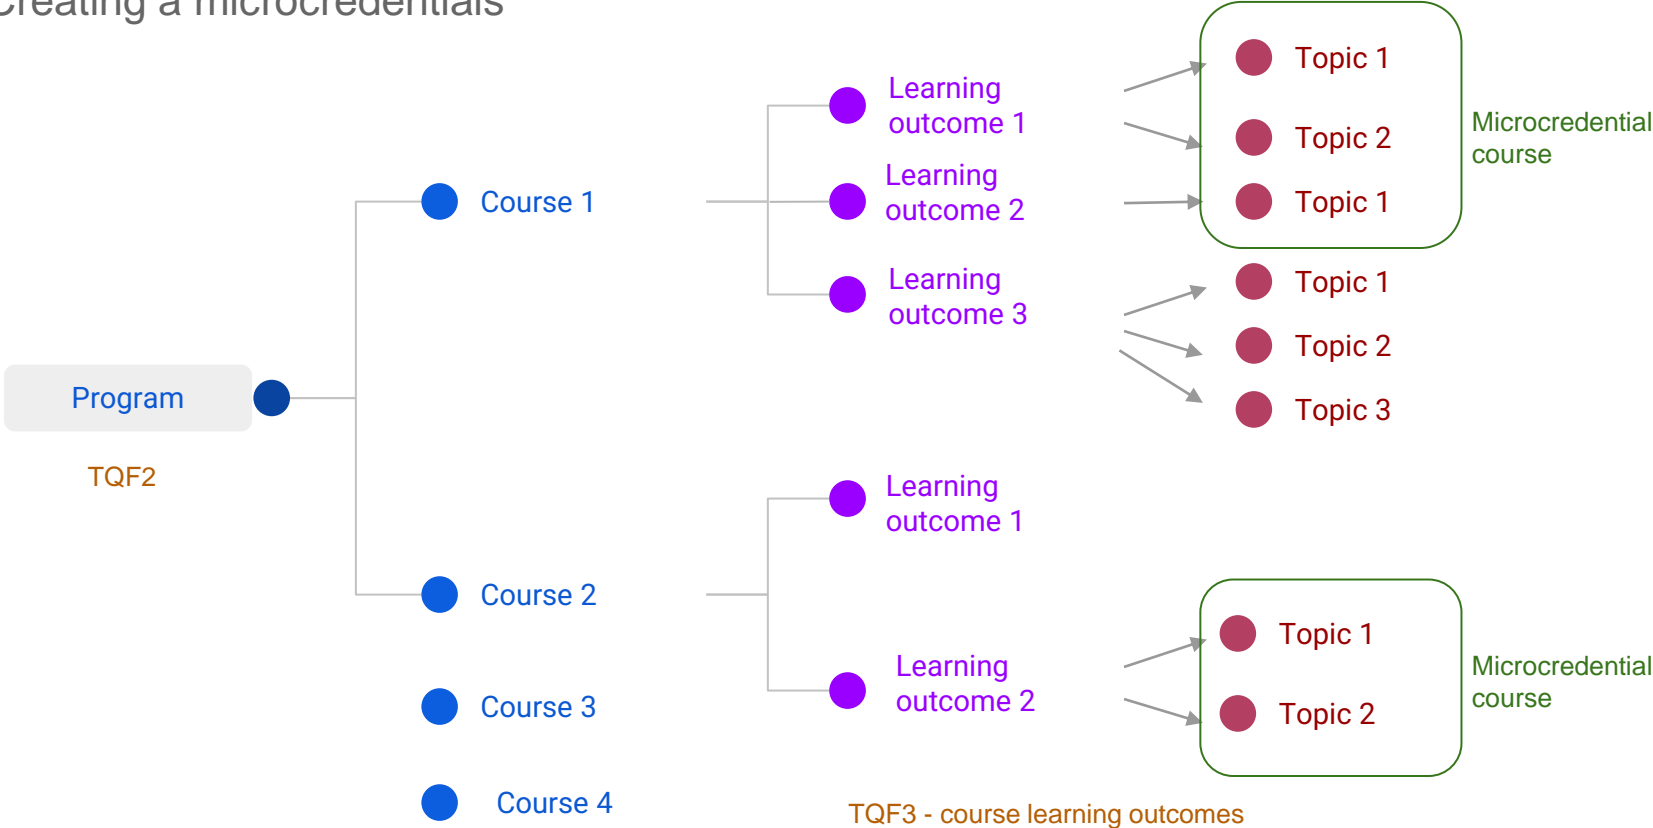 Creating a microcredentials
Topic 1
Learning
outcome 1
Topic 2
Microcredential
course
Learning
outcome 2
Course 1
Topic 1
Learning
outcome 3
Topic 1
Topic 2
Topic 3
Program
TQF2
Learning
outcome 1
Course 2
Topic 1
Learning
outcome 2
Microcredential
course
Topic 2
Course 3
Course 4
TQF3 - course learning outcomes